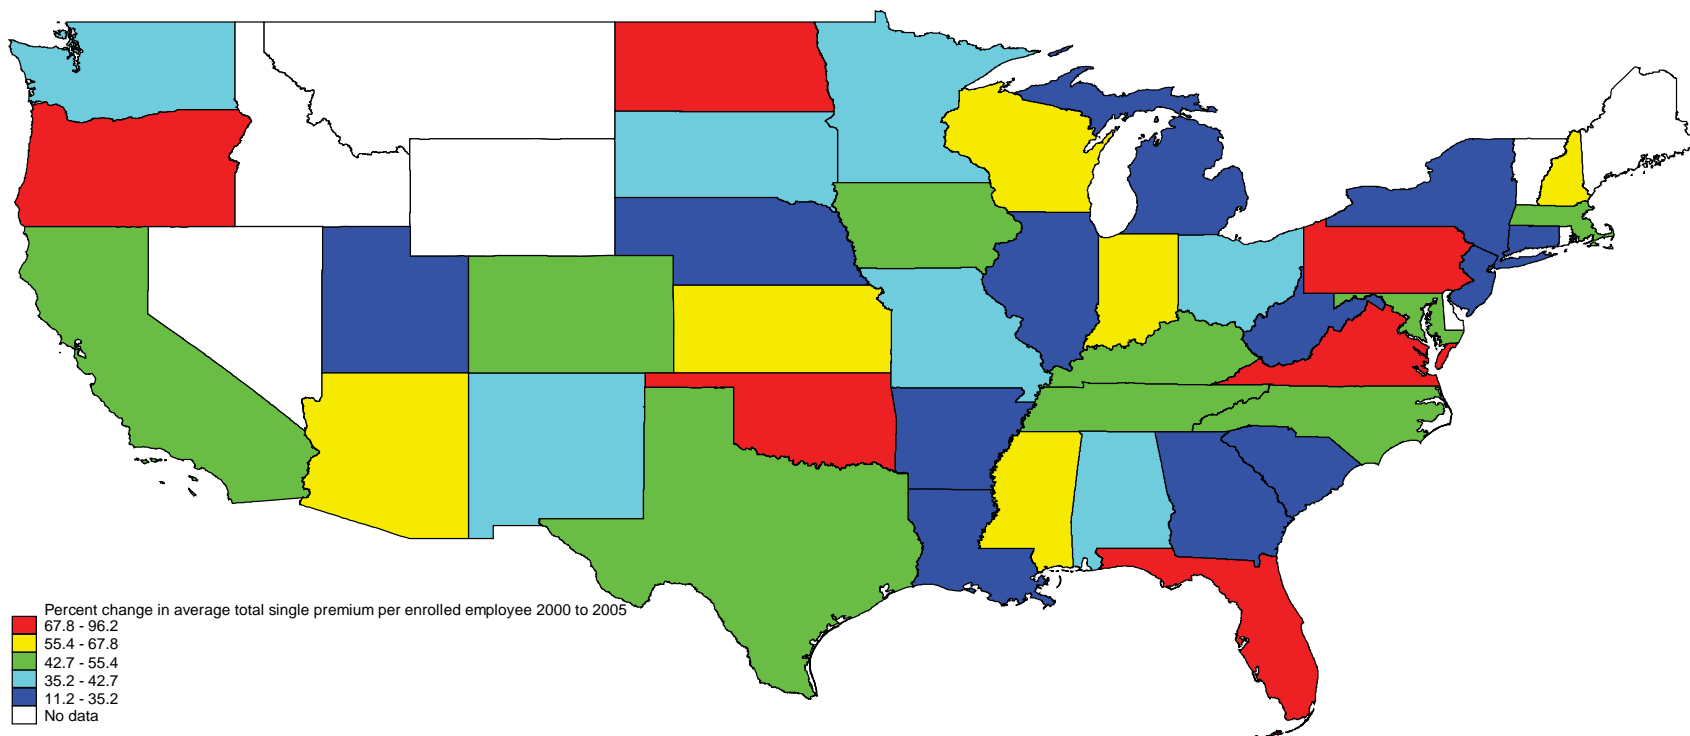 Percent change in average total single premium per enrolled employee 2000 to 2005
67.8 - 96.2
55.4 - 67.8
42.7 - 55.4
35.2 - 42.7
11.2 - 35.2
No data